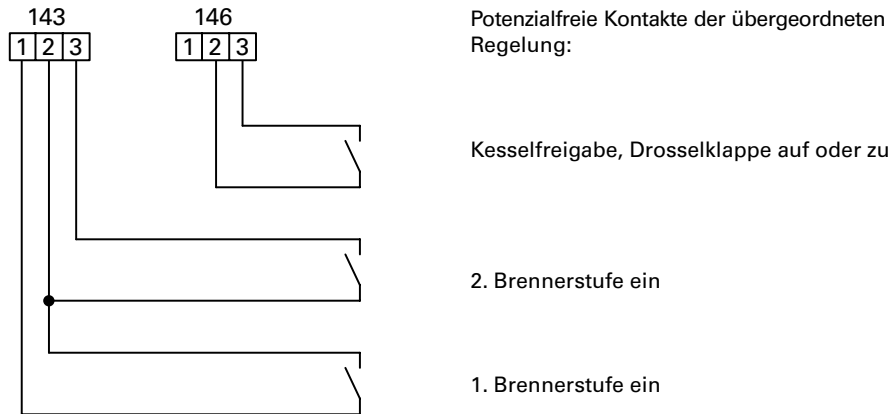 143
1 2 3
146
1 2 3
Potenzialfreie Kontakte der übergeordneten
Regelung:
Kesselfreigabe, Drosselklappe auf oder zu
2. Brennerstufe ein
1. Brennerstufe ein